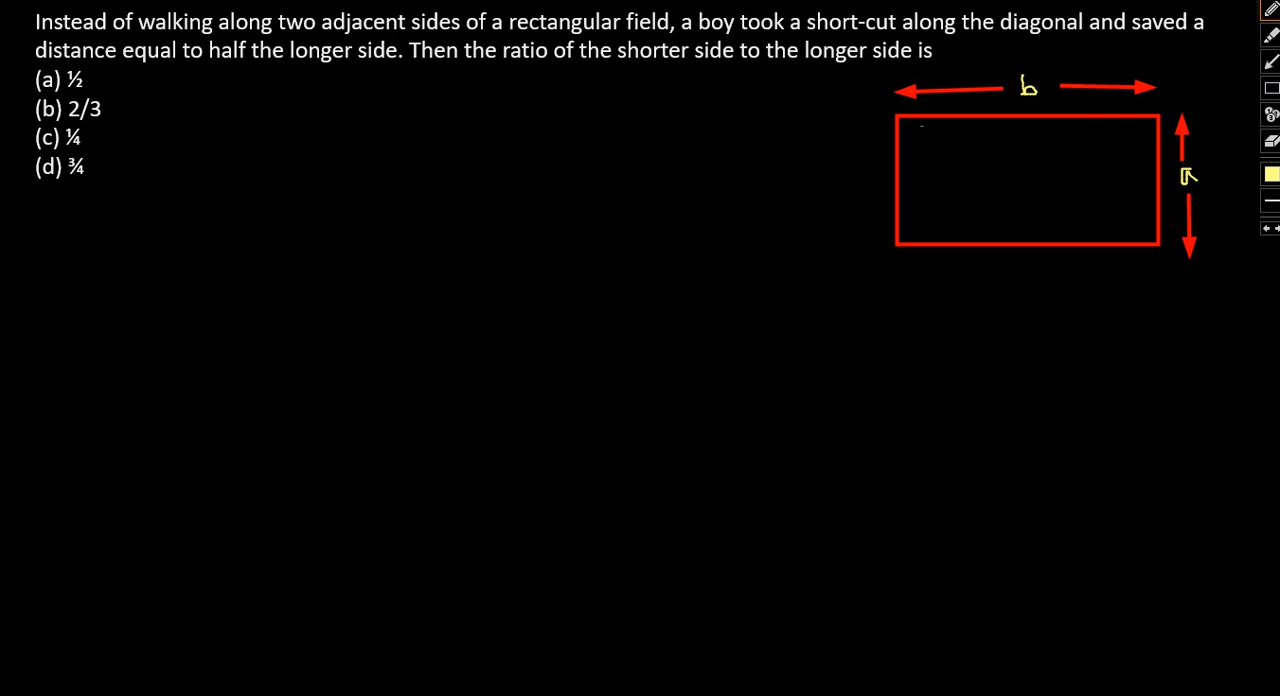 Instead of walking along two adjacent sides of a rectangular field, a boy took a short-cut along the diagonal and saved a
distance equal to half the longer side. Then the ratio of the shorter side to the longer side is
(a) ½
(b) 2/3
(c) ¼
(d) ¾
b